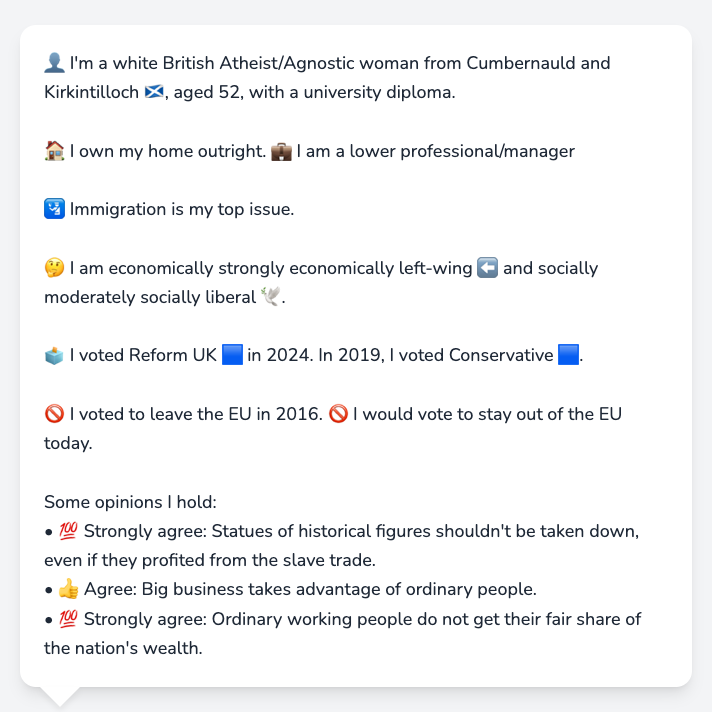 👤 I'm a white British Atheist/Agnostic woman from Cumbernauld and
Kirkintilloch 🏴󠁧󠁢󠁳󠁣󠁴󠁿, aged 52, with a university diploma.
🏠 I own my home outright. 💼 I am a lower professional/manager
🛂 Immigration is my top issue.
🤔 I am economically strongly economically left-wing ⬅️ and socially
moderately socially liberal 🕊️.
🗳️ I voted Reform UK 🟦 in 2024. In 2019, I voted Conservative 🟦.
🚫 I voted to leave the EU in 2016. 🚫 I would vote to stay out of the EU
today.
Some opinions I hold:
• 💯 Strongly agree: Statues of historical figures shouldn't be taken down,
even if they profited from the slave trade.
• 👍 Agree: Big business takes advantage of ordinary people.
• 💯 Strongly agree: Ordinary working people do not get their fair share of
the nation's wealth.